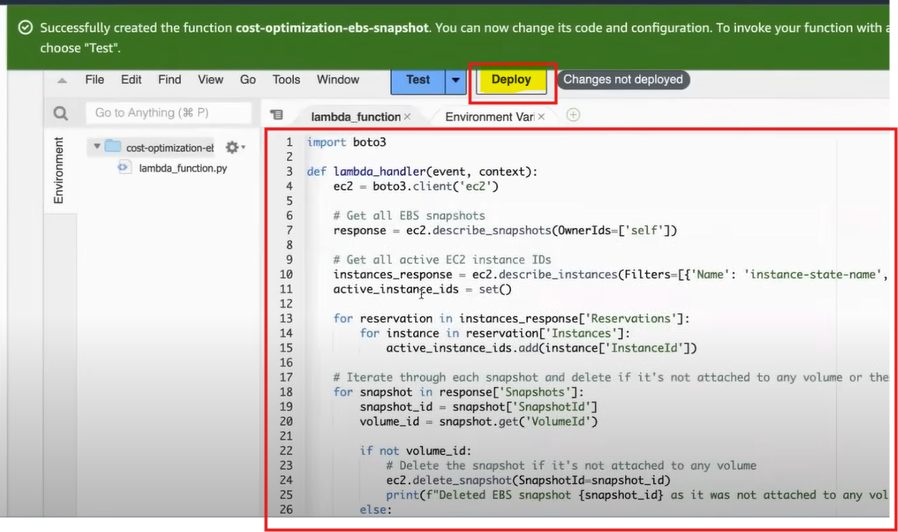 Successfully created the function cost-optimization-ebs-snapshot. You can now change its code and configuration. To invoke your function with a
choose "Test".
File Edit Find View Go Tools Window Test Deploy Changes not deployed
Go to Anything (⌘ P)
lambda_function Environment Vari
Environment
cost-optimization-eb
lambda_function.py
1 import boto3
2
3 def lambda_handler(event, context):
4 ec2 = boto3.client('ec2')
5
6 # Get all EBS snapshots
7 response = ec2.describe_snapshots(OwnerIds=['self'])
8
9 # Get all active EC2 instance IDs
10 instances_response = ec2.describe_instances(Filters=[{'Name': 'instance-state-name',
11 active_instance_ids = set()
12
13 for reservation in instances_response['Reservations']:
14 for instance in reservation['Instances']:
15 active_instance_ids.add(instance['InstanceId'])
16
17 # Iterate through each snapshot and delete if it's not attached to any volume or the
18 for snapshot in response['Snapshots']:
19 snapshot_id = snapshot['SnapshotId']
20 volume_id = snapshot.get('VolumeId')
21
22 if not volume_id:
23 # Delete the snapshot if it's not attached to any volume
24 ec2.delete_snapshot(SnapshotId=snapshot_id)
25 print(f"Deleted EBS snapshot {snapshot_id} as it was not attached to any vol
26 else: